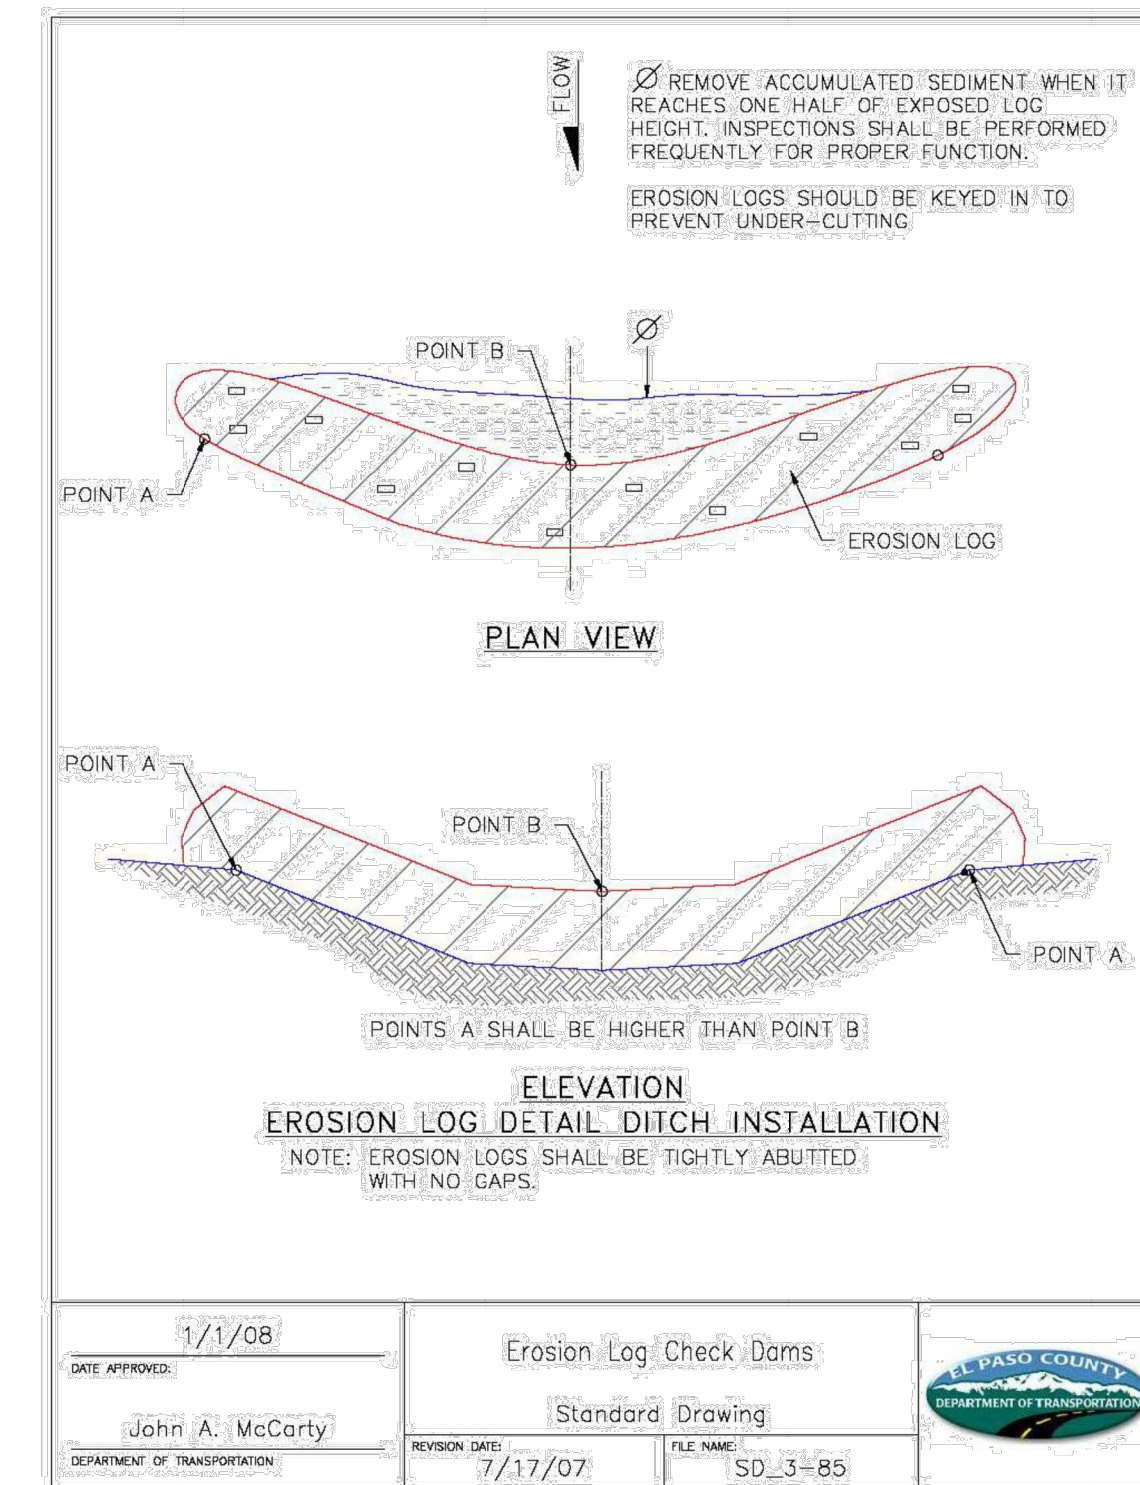 FLOW
Ø REMOVE ACCUMULATED SEDIMENT WHEN IT
REACHES ONE HALF OF EXPOSED LOG
HEIGHT. INSPECTIONS SHALL BE PERFORMED
FREQUENTLY FOR PROPER FUNCTION.
EROSION LOGS SHOULD BE KEYED IN TO
PREVENT UNDER-CUTTING
Ø
POINT B
POINT A
EROSION LOG
PLAN VIEW
POINT A
POINT B
POINT A
POINTS A SHALL BE HIGHER THAN POINT B
ELEVATION
EROSION LOG DETAIL DITCH INSTALLATION
NOTE: EROSION LOGS SHALL BE TIGHTLY ABUTTED
WITH NO GAPS.
1/1/08
DATE APPROVED:
John A. McCarty
DEPARTMENT OF TRANSPORTATION
Erosion Log Check Dams
Standard Drawing
REVISION DATE:
7/17/07
FILE NAME:
SD_3-85
EL PASO COUNTY
DEPARTMENT OF TRANSPORTATION